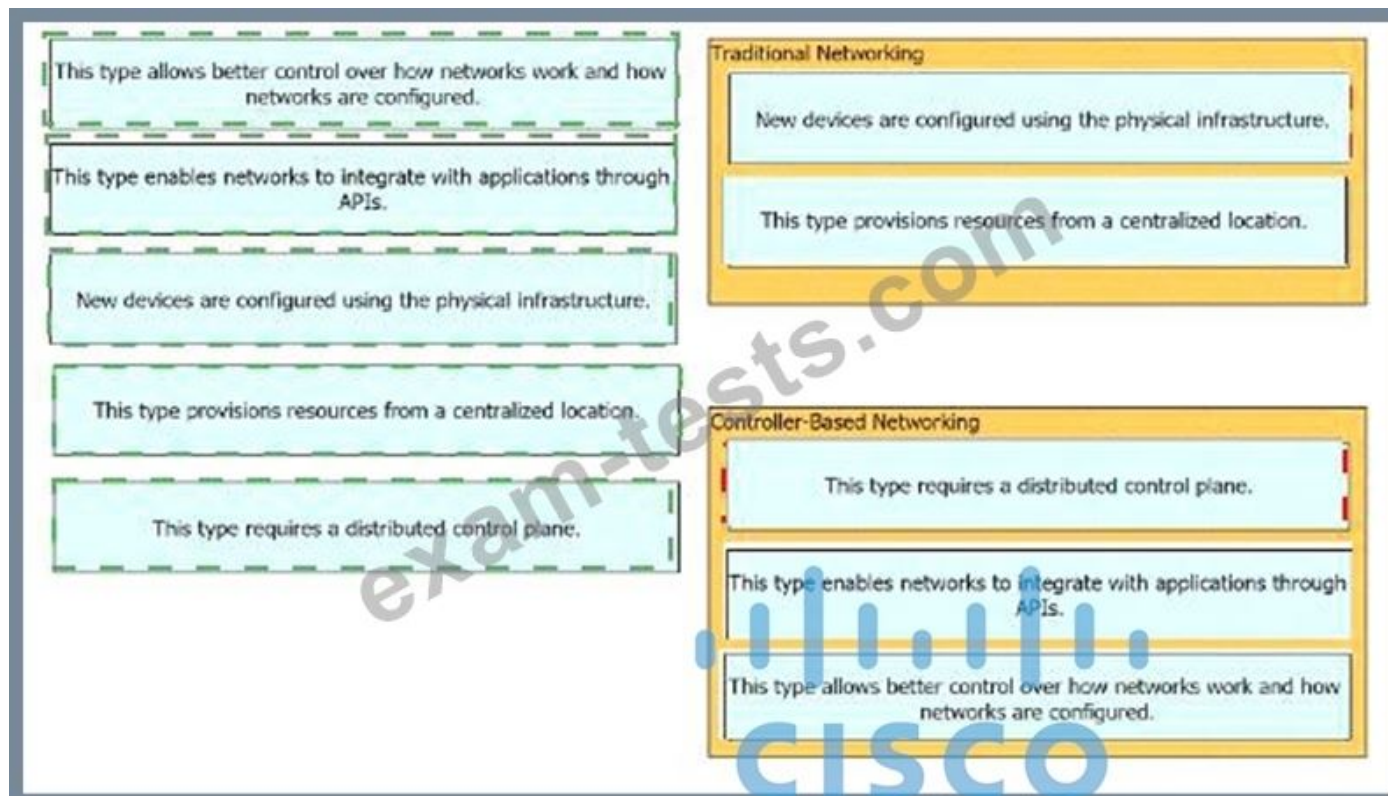 This type allows better control over how networks work and how
networks are configured.
This type enables networks to integrate with applications through
APIs.
New devices are configured using the physical infrastructure.
This type provisions resources from a centralized location.
This type requires a distributed control plane.
Traditional Networking
New devices are configured using the physical infrastructure.
This type provisions resources from a centralized location.
Controller-Based Networking
This type requires a distributed control plane.
This type enables networks to integrate with applications through
APIs.
This type allows better control over how networks work and how
networks are configured.
exam-tests.com
CISCO